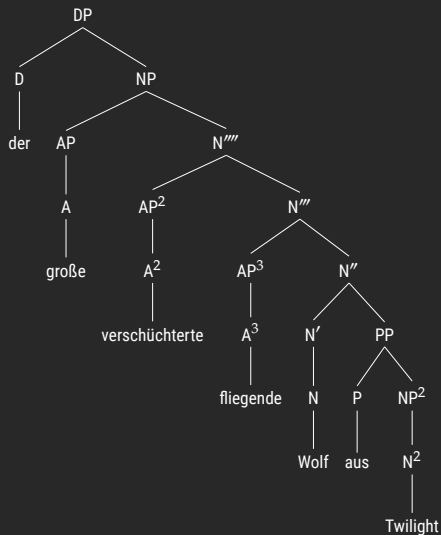 DP
D NP
der AP N⁗
A AP² N‴
große A² AP³ N″
verschüchterte A³ N′ PP
fliegende N P NP²
Wolf aus N²
Twilight